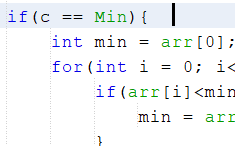 if(c == Min){
int min = arr[0];
for(int i = 0; i<
if(arr[i]<min
min = arr
}